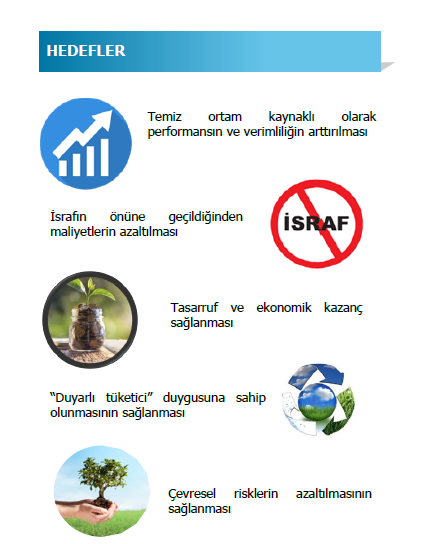 HEDEFLER
Temiz ortam kaynaklı olarak
performansın ve verimliliğin arttırılması
İsrafın önüne geçildiğinden
maliyetlerin azaltılması
İSRAF
Tasarruf ve ekonomik kazanç
sağlanması
“Duyarlı tüketici” duygusuna sahip
olunmasının sağlanması
Çevresel risklerin azaltılmasının
sağlanması